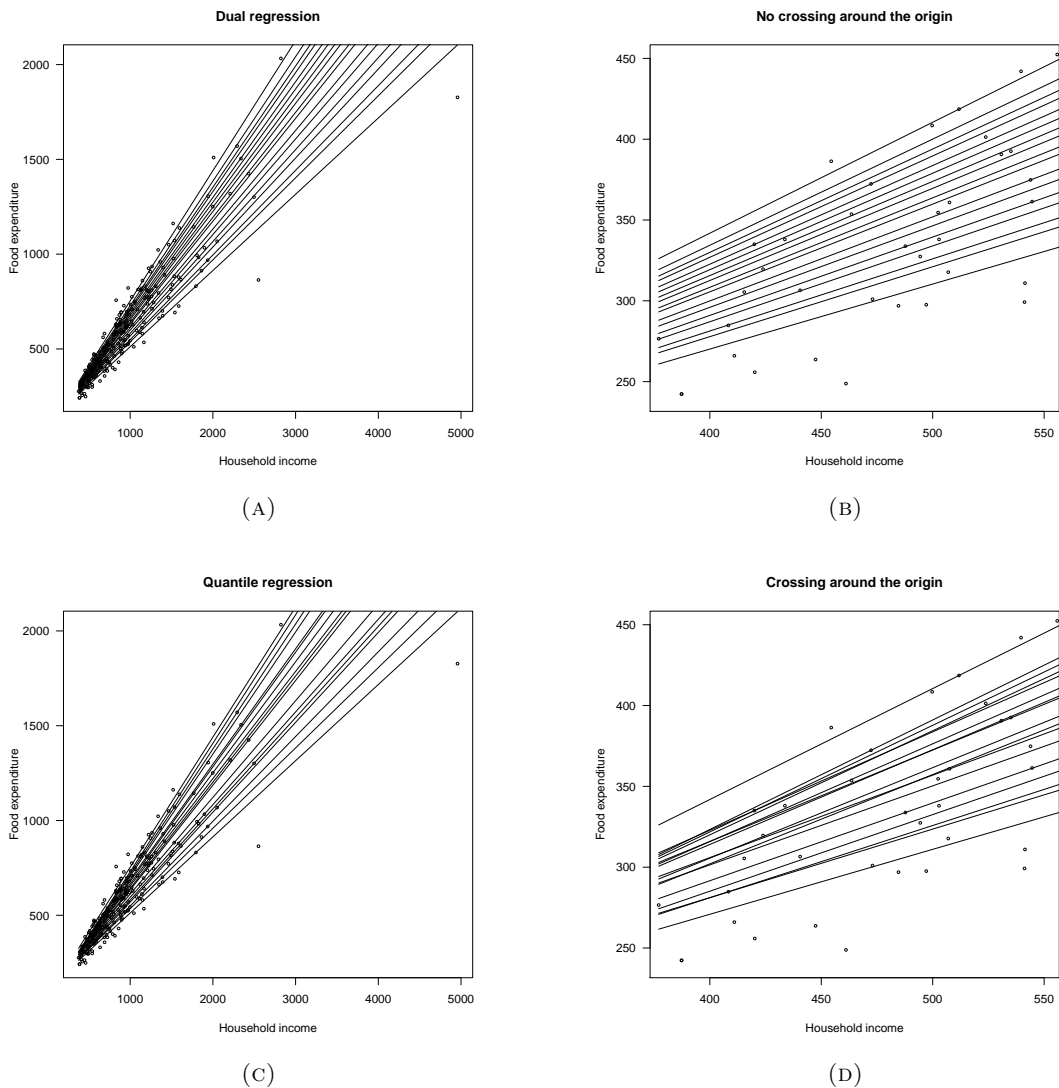 Dual regression
Food expenditure
2000
1500
1000
500
1000 2000 3000 4000 5000
Household income
(A)
No crossing around the origin
Food expenditure
450
400
350
300
250
400 450 500 550
Household income
(B)
Quantile regression
Food expenditure
2000
1500
1000
500
1000 2000 3000 4000 5000
Household income
(C)
Crossing around the origin
Food expenditure
450
400
350
300
250
400 450 500 550
Household income
(D)